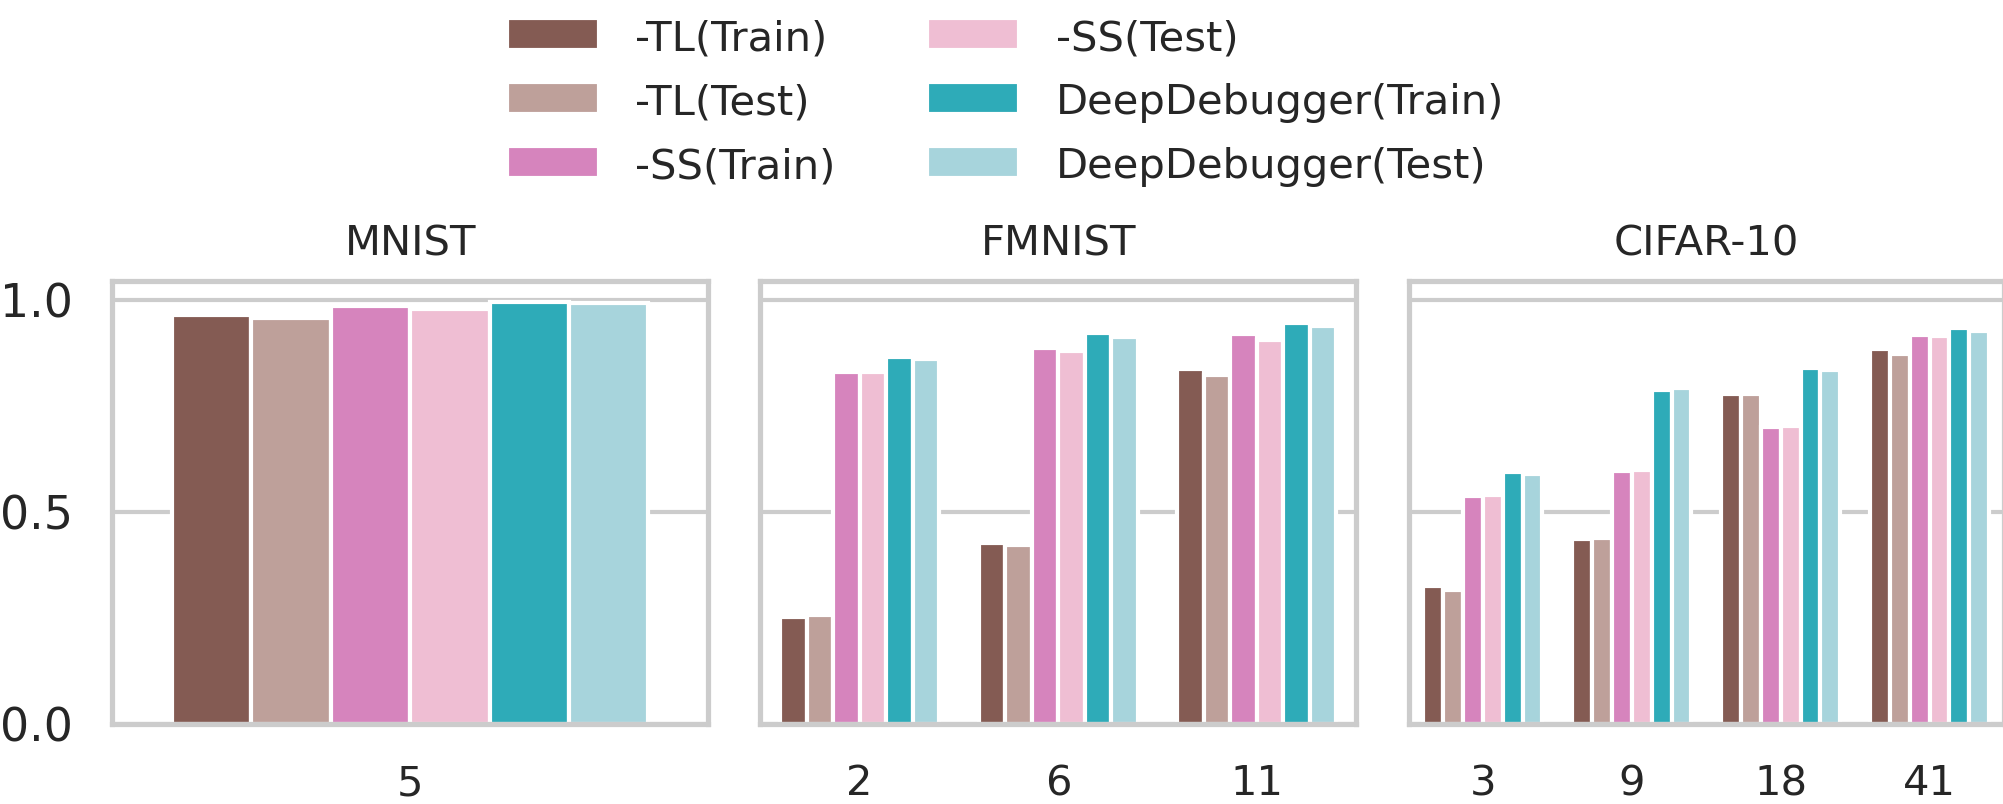 -TL(Train)
-TL(Test)
-SS(Train)
-SS(Test)
DeepDebugger(Train)
DeepDebugger(Test)
MNIST
FMNIST
CIFAR-10
1.0
0.5
0.0
5
2
6
11
3
9
18
41